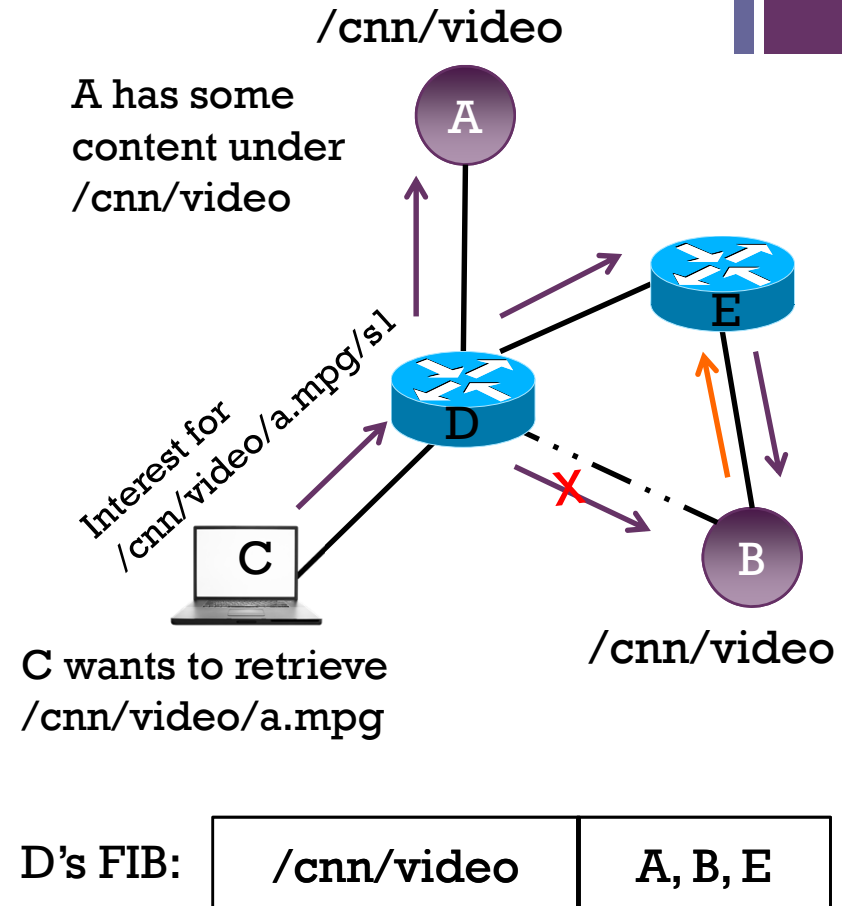 /cnn/video
A has some
content under
/cnn/video
A
E
Interest for
/cnn/video/a.mpg/s1
D
X
C
B
C wants to retrieve
/cnn/video/a.mpg
/cnn/video
D's FIB:
/cnn/video
A, B, E